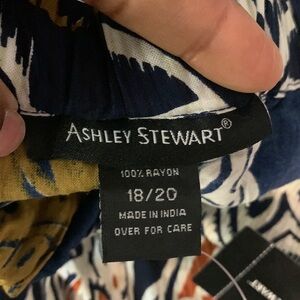 ASHLEY STEWART®
100% RAYON
18/20
MADE IN INDIA
OVER FOR CARE